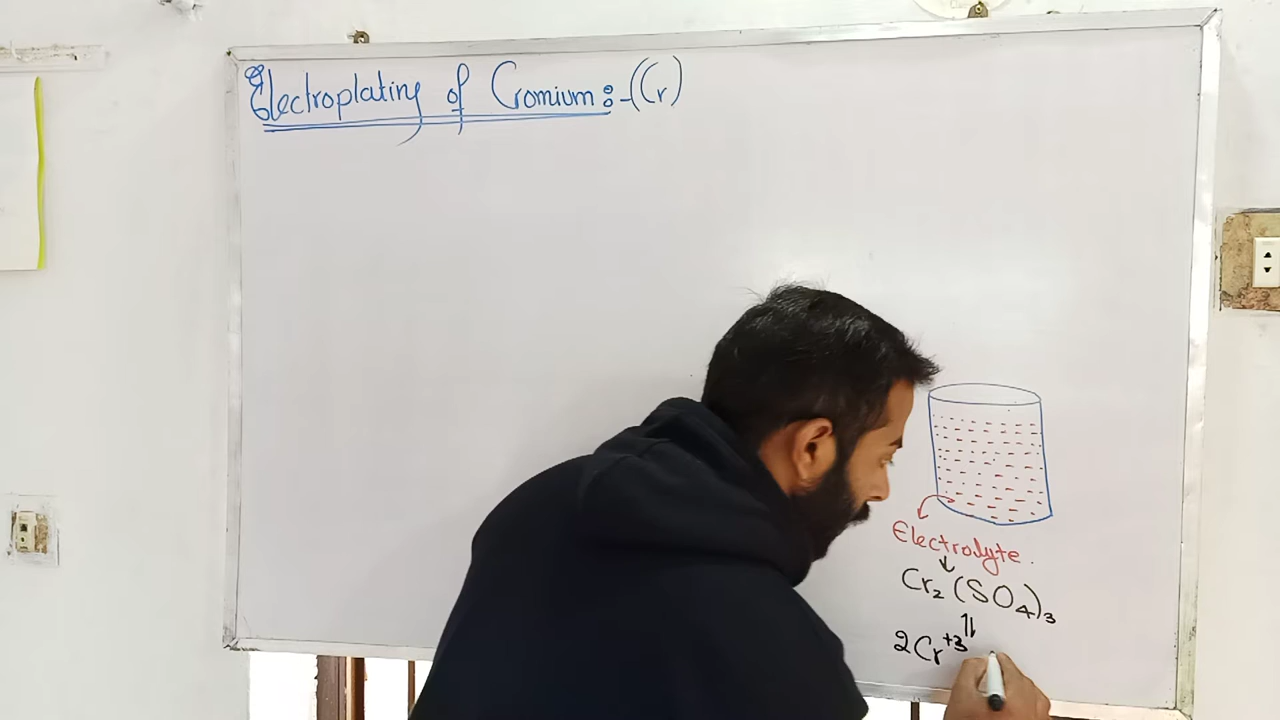 Electroplating of Cromium:-(Cr)
Electrolyte.
↓
Cr₂(SO₄)₃
⇅
2Cr⁺³